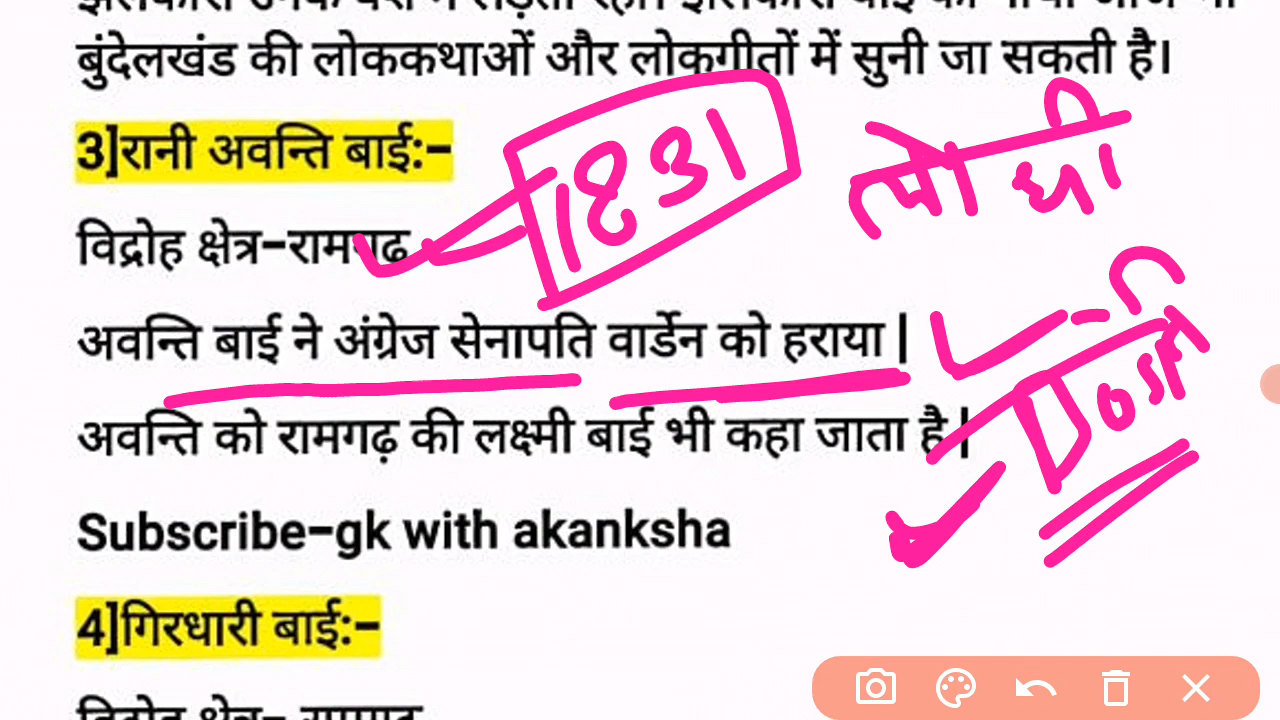 बुंदेलखंड की लोककथाओं और लोकगीतों में सुनी जा सकती है।
3]रानी अवन्ति बाई:-
1831
लोधी
विद्रोह क्षेत्र-रामगढ़
अवन्ति बाई ने अंग्रेज सेनापति वार्डेन को हराया |
अवन्ति को रामगढ़ की लक्ष्मी बाई भी कहा जाता है |
Subscribe-gk with akanksha
4]गिरधारी बाई:-
विद्रोह क्षेत्र- रामगढ़